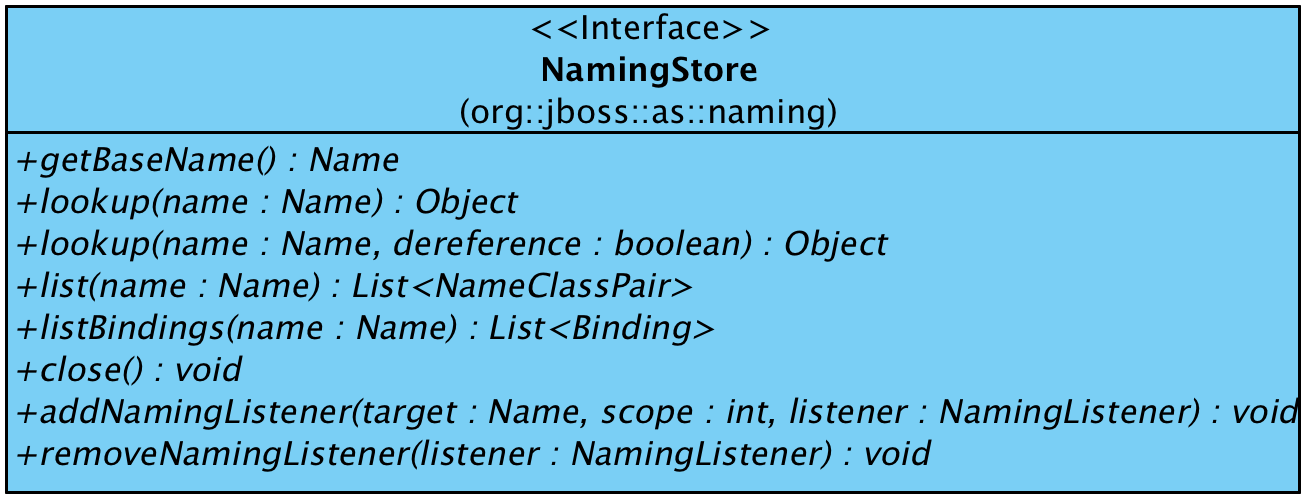 <<Interface>>
NamingStore
(org::jboss::as::naming)
+getBaseName() : Name
+lookup(name : Name) : Object
+lookup(name : Name, dereference : boolean) : Object
+list(name : Name) : List<NameClassPair>
+listBindings(name : Name) : List<Binding>
+close() : void
+addNamingListener(target : Name, scope : int, listener : NamingListener) : void
+removeNamingListener(listener : NamingListener) : void